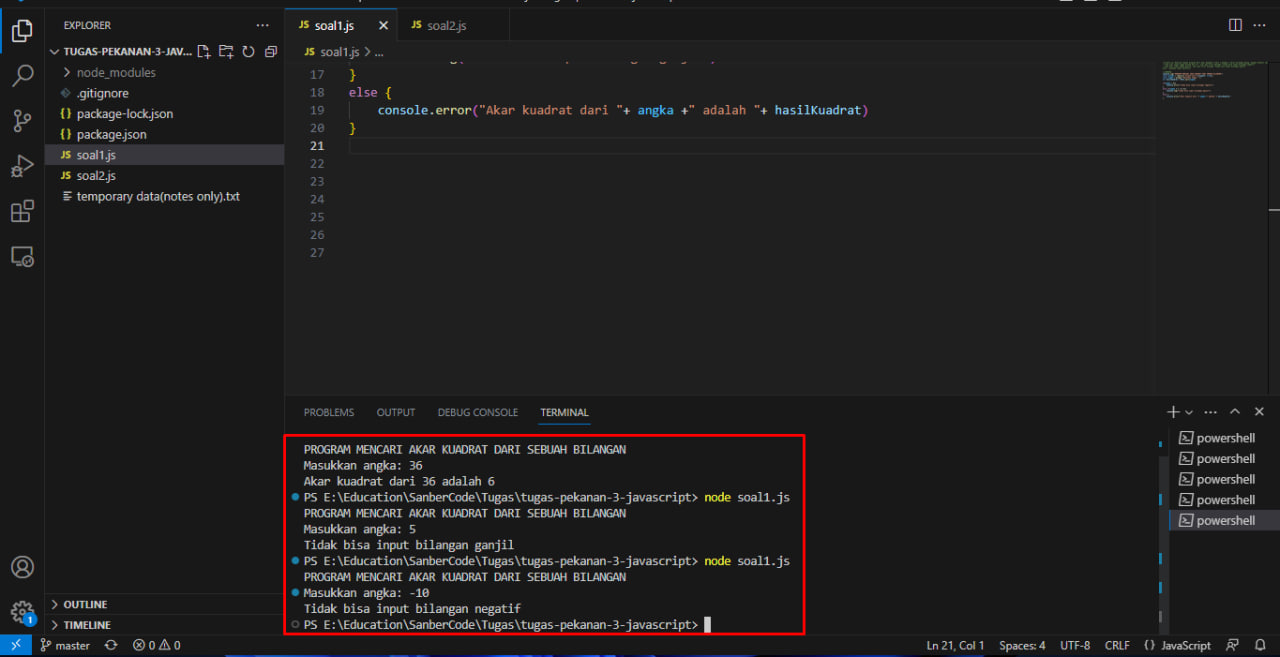 EXPLORER
TUGAS-PEKANAN-3-JAV...
node_modules
.gitignore
{} package-lock.json
{} package.json
JS soal1.js
JS soal2.js
temporary data(notes only).txt
OUTLINE
TIMELINE
JS soal1.js
JS soal2.js
JS soal1.js > ...
17 }
18 else {
19 console.error("Akar kuadrat dari "+ angka +" adalah "+ hasilKuadrat)
20 }
21
22
23
24
25
26
27
PROBLEMS OUTPUT DEBUG CONSOLE TERMINAL
PROGRAM MENCARI AKAR KUADRAT DARI SEBUAH BILANGAN
Masukkan angka: 36
Akar kuadrat dari 36 adalah 6
PS E:\Education\SanberCode\Tugas\tugas-pekanan-3-javascript> node soal1.js
PROGRAM MENCARI AKAR KUADRAT DARI SEBUAH BILANGAN
Masukkan angka: 5
Tidak bisa input bilangan ganjil
PS E:\Education\SanberCode\Tugas\tugas-pekanan-3-javascript> node soal1.js
PROGRAM MENCARI AKAR KUADRAT DARI SEBUAH BILANGAN
Masukkan angka: -10
Tidak bisa input bilangan negatif
PS E:\Education\SanberCode\Tugas\tugas-pekanan-3-javascript>
powershell
powershell
powershell
powershell
powershell
1
master 0 0 Ln 21, Col 1 Spaces: 4 UTF-8 CRLF {} JavaScript